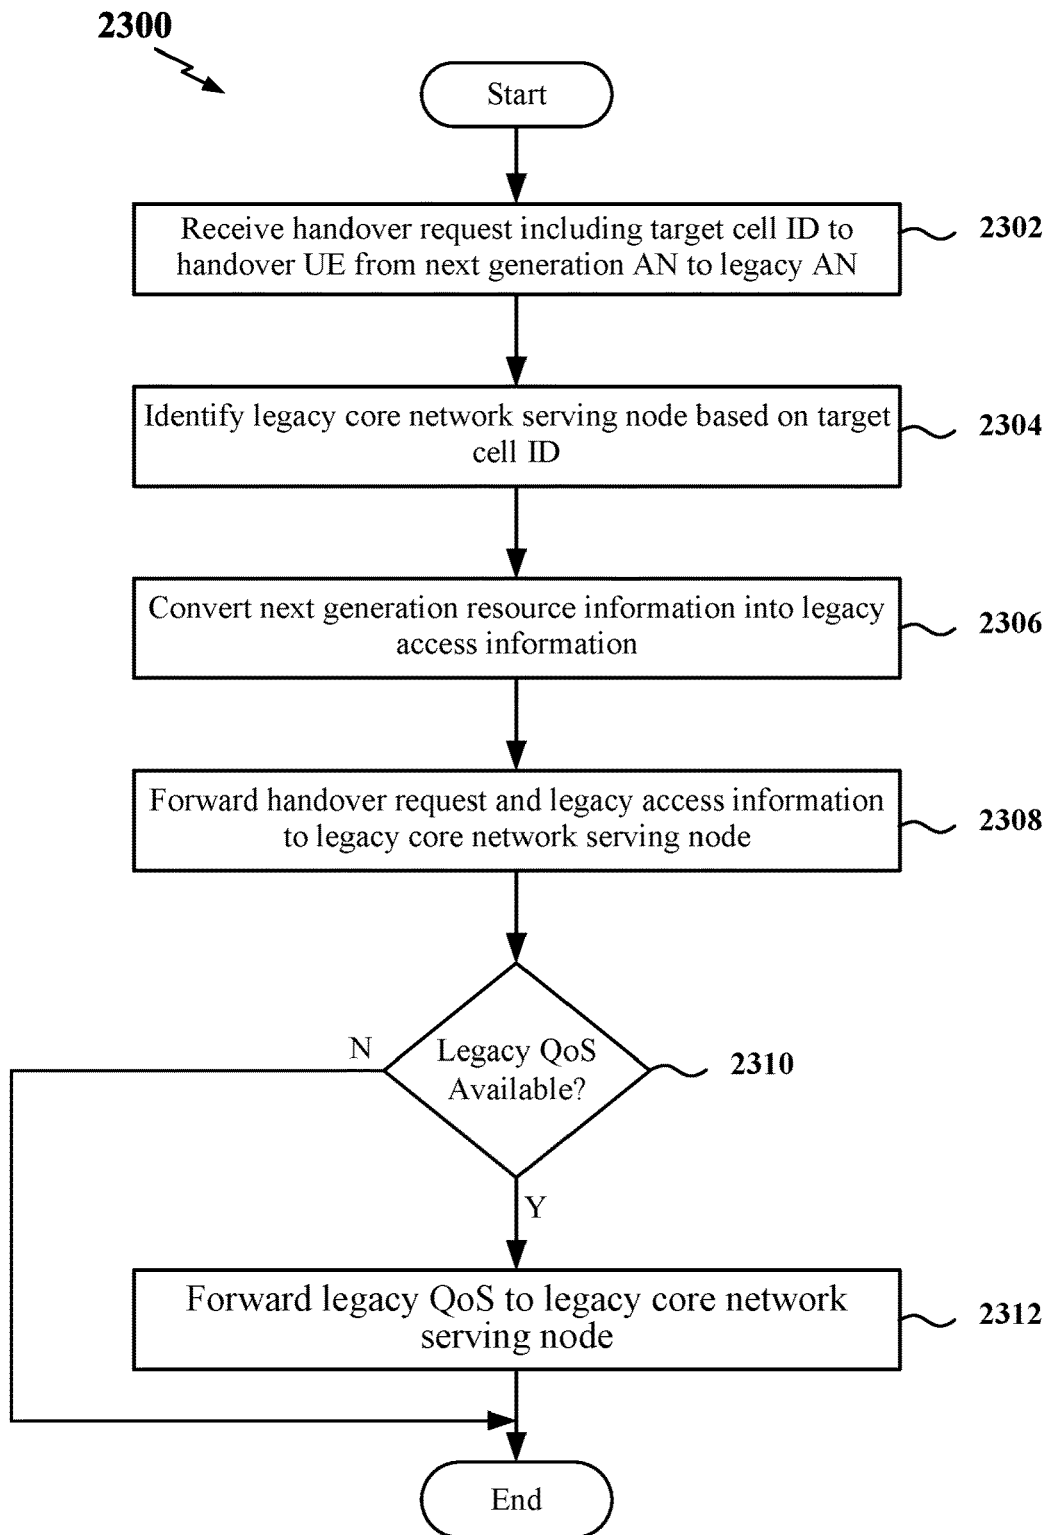 2300
Start
Receive handover request including target cell ID to
handover UE from next generation AN to legacy AN
2302
Identify legacy core network serving node based on target
cell ID
2304
Convert next generation resource information into legacy
access information
2306
Forward handover request and legacy access information
to legacy core network serving node
2308
N
Legacy QoS
Available?
2310
Y
Forward legacy QoS to legacy core network
serving node
2312
End